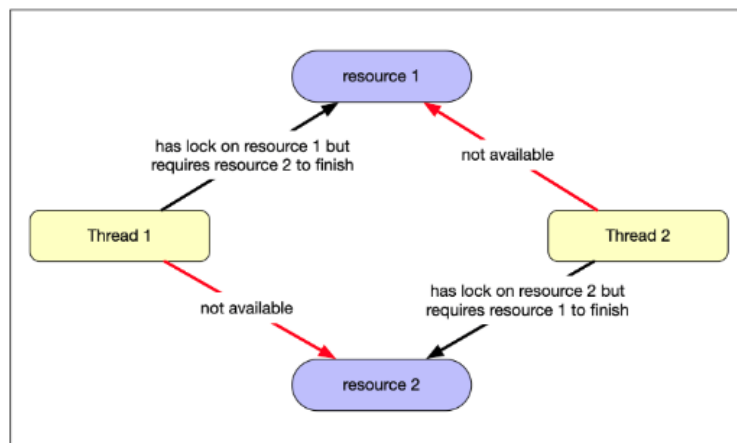 resource 1
has lock on resource 1 but
requires resource 2 to finish
not available
Thread 1
Thread 2
not available
has lock on resource 2 but
requires resource 1 to finish
resource 2